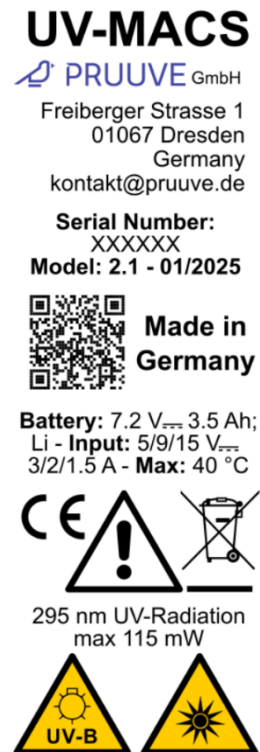 UV-MACS
PRUUVE GmbH
Freiberger Strasse 1
01067 Dresden
Germany
kontakt@pruuve.de
Serial Number:
XXXXXX
Model: 2.1 - 01/2025
Made in
Germany
Battery: 7.2 V⎓ 3.5 Ah;
Li - Input: 5/9/15 V⎓
3/2/1.5 A - Max: 40 °C
CE
295 nm UV-Radiation
max 115 mW
UV-B